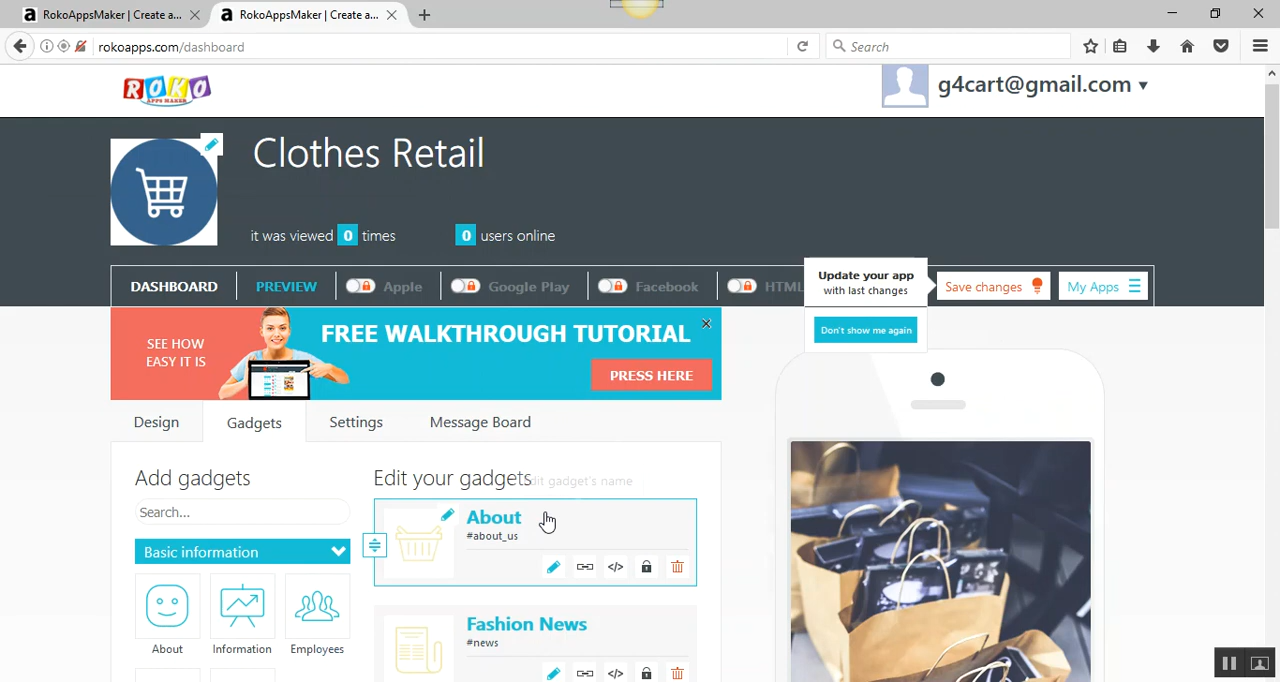 RokoAppsMaker | Create a...
RokoAppsMaker | Create a...
rokoapps.com/dashboard
Search
ROKO
APPS MAKER
g4cart@gmail.com
Clothes Retail
it was viewed 0 times
0 users online
DASHBOARD
PREVIEW
Apple
Google Play
Facebook
HTML
Update your app
with last changes
Don't show me again
Save changes
My Apps
SEE HOW
EASY IT IS
FREE WALKTHROUGH TUTORIAL
PRESS HERE
Design
Gadgets
Settings
Message Board
Add gadgets
Search...
Basic information
About
Information
Employees
Edit your gadgets
dit gadget's name
About
#about_us
Fashion News
#news